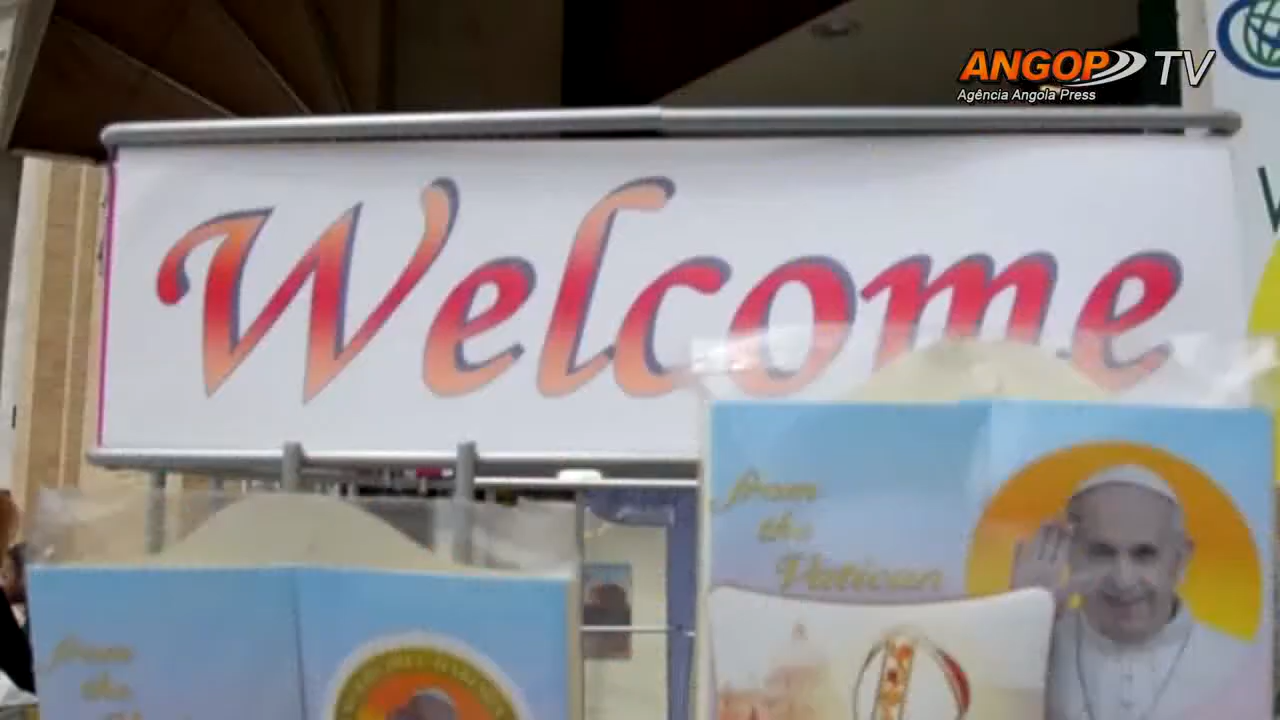 ANGOP TV
Agência Angola Press
Welcome
from
the
Vatican
from
the